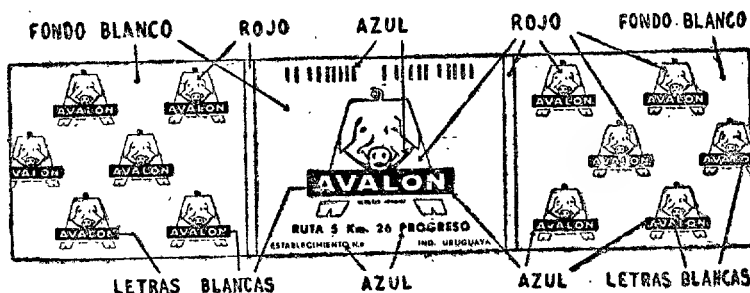 FONDO BLANCO ROJO AZUL ROJO FONDO BLANCO
AVALON AVALON AVALON AVALON
AVALON AVALON AVALON AVALON
AVALON
AVALON AVALON AVALON AVALON
RUTA 5 Km. 26 PROGRESO
ESTABLECIMIENTO N.º IND. URUGUAYA
LETRAS BLANCAS AZUL AZUL LETRAS BLANCAS